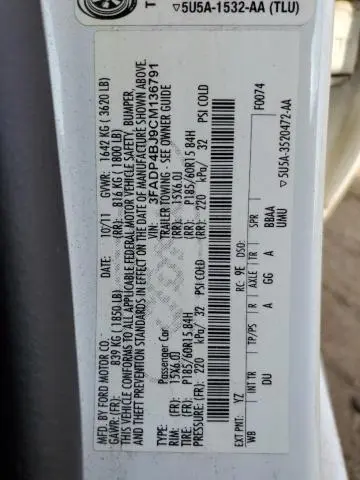 ▽5U5A-1532-AA (TLU)
MFD. BY FORD MOTOR CO.
10/11 GVWR: 1642 KG ( 3620 LB)
GAWR: (FR): 839 KG (1850 LB) (RR): 816 KG ( 1800 LB)
THIS VEHICLE CONFORMS TO ALL APPLICABLE FEDERAL MOTOR VEHICLE SAFETY, BUMPER,
AND THEFT PREVENTION STANDARDS IN EFFECT ON THE DATE OF MANUFACTURE SHOWN ABOVE.
VIN: 3FADP4BJ9CM136791
TYPE: Passenger Car TRAILER TOWING - SEE OWNER GUIDE
RIM: (FR): 15X6.0J (RR): 15X6.0J
TIRES (FR): P185/60R15 84H (RR): P185/60R15 84H
PRESSURE: (FR): 220 kPa/ 32 PSI COLD (RR): 220 kPa/ 32 PSI COLD
EXT PNT: YZ RC: 9E DSO: F0074
WB INT TR TP/PS R AXLE TR SPR
DU A GG A BBAA
UMU
▽5U5A-3520472-AA